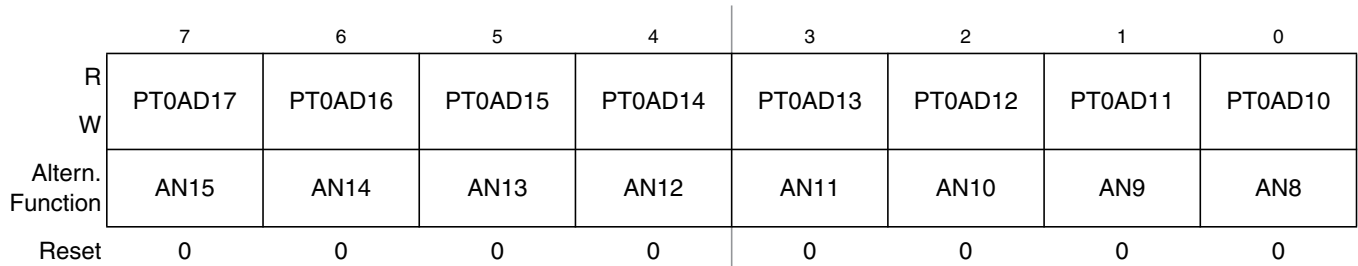 7 6 5 4 3 2 1 0
R
W
PT0AD17 PT0AD16 PT0AD15 PT0AD14 PT0AD13 PT0AD12 PT0AD11 PT0AD10
Altern.
Function
AN15 AN14 AN13 AN12 AN11 AN10 AN9 AN8
Reset 0 0 0 0 0 0 0 0